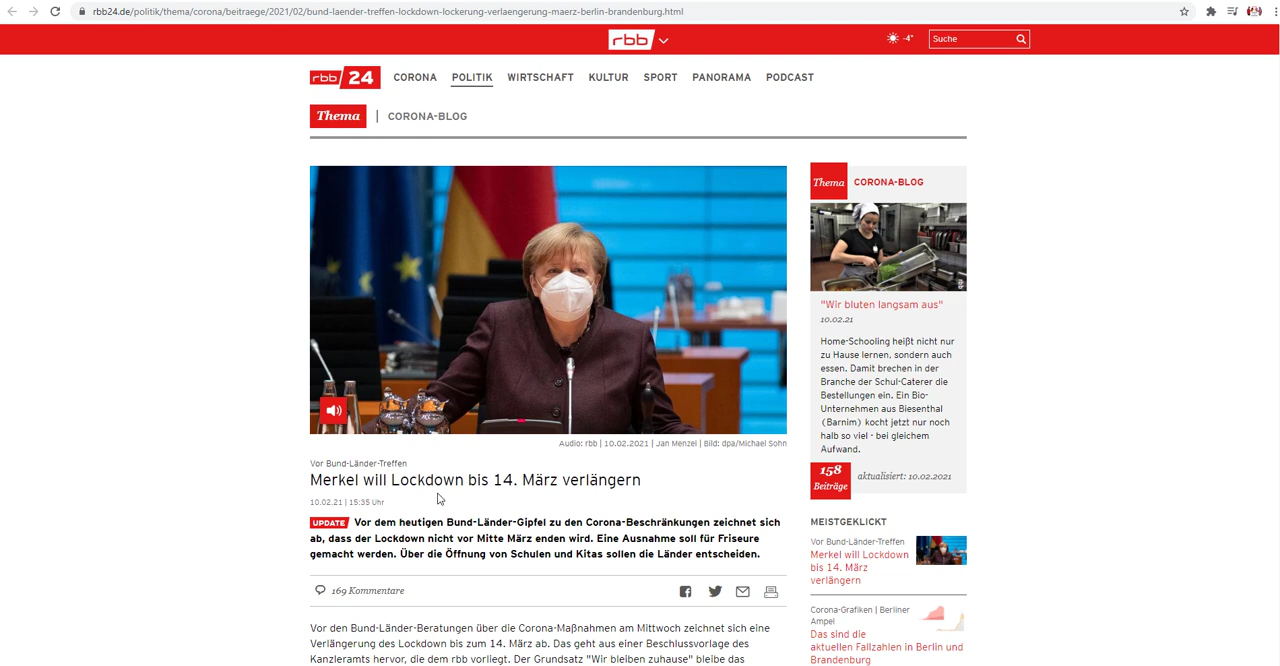 rbb24.de/politik/thema/corona/beitraege/2021/02/bund-laender-treffen-lockdown-lockerung-verlaengerung-maerz-berlin-brandenburg.html
rbb
-4°
Suche
rbb 24
CORONA
POLITIK
WIRTSCHAFT
KULTUR
SPORT
PANORAMA
PODCAST
Thema | CORONA-BLOG
Audio: rbb | 10.02.2021 | Jan Menzel | Bild: dpa/Michael Sohn
Vor Bund-Länder-Treffen
Merkel will Lockdown bis 14. März verlängern
10.02.21 | 15:35 Uhr
UPDATE Vor dem heutigen Bund-Länder-Gipfel zu den Corona-Beschränkungen zeichnet sich
ab, dass der Lockdown nicht vor Mitte März enden wird. Eine Ausnahme soll für Friseure
gemacht werden. Über die Öffnung von Schulen und Kitas sollen die Länder entscheiden.
169 Kommentare
Vor den Bund-Länder-Beratungen über die Corona-Maßnahmen am Mittwoch zeichnet sich eine
Verlängerung des Lockdown bis zum 14. März ab. Das geht aus einer Beschlussvorlage des
Kanzleramts hervor, die dem rbb vorliegt. Der Grundsatz "Wir bleiben zuhause" bleibe das
Thema CORONA-BLOG
rbb
"Wir bluten langsam aus"
10.02.21
Home-Schooling heißt nicht nur
zu Hause lernen, sondern auch
essen. Damit brechen in der
Branche der Schul-Caterer die
Bestellungen ein. Ein Bio-
Unternehmen aus Biesenthal
(Barnim) kocht jetzt nur noch
halb so viel - bei gleichem
Aufwand.
158
Beiträge
aktualisiert: 10.02.2021
MEISTGEKLICKT
Vor Bund-Länder-Treffen
Merkel will Lockdown
bis 14. März
verlängern
Corona-Grafiken | Berliner
Ampel
Das sind die
aktuellen Fallzahlen in Berlin und
Brandenburg